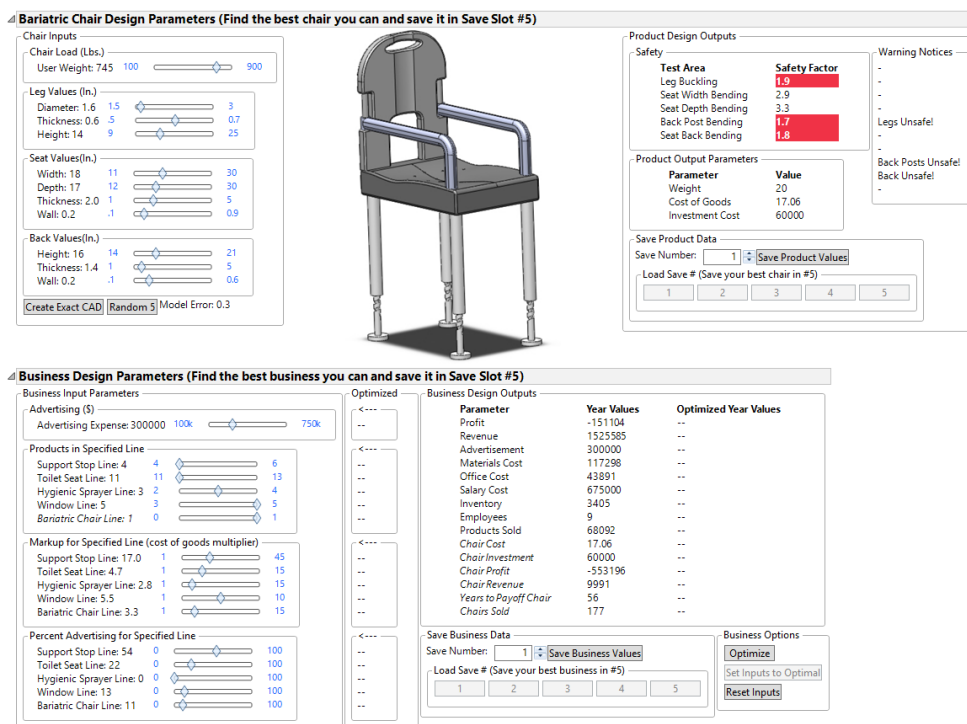 Bariatric Chair Design Parameters (Find the best chair you can and save it in Save Slot #5)
Chair Inputs
Chair Load (Lbs.)
User Weight: 745 100 900
Leg Values (In.)
Diameter: 1.6 1.5 3
Thickness: 0.6 .5 0.7
Height: 14 9 25
Seat Values(In.)
Width: 18 11 30
Depth: 17 12 30
Thickness: 2.0 1 5
Wall: 0.2 .1 0.9
Back Values(In.)
Height: 16 14 21
Thickness: 1.4 1 5
Wall: 0.2 .1 0.6
Create Exact CAD Random 5 Model Error: 0.3
Product Design Outputs
Safety
Test Area Safety Factor
Leg Buckling 1.9
Seat Width Bending 2.9
Seat Depth Bending 3.3
Back Post Bending 1.7
Seat Back Bending 1.8
Warning Notices
-
-
-
-
Legs Unsafe!
-
-
Back Posts Unsafe!
Back Unsafe!
-
Product Output Parameters
Parameter Value
Weight 20
Cost of Goods 17.06
Investment Cost 60000
Save Product Data
Save Number: 1 Save Product Values
Load Save # (Save your best chair in #5)
1 2 3 4 5
Business Design Parameters (Find the best business you can and save it in Save Slot #5)
Business Input Parameters
Advertising ($)
Advertising Expense: 300000 100k 750k
Products in Specified Line
Support Stop Line: 4 4 6
Toilet Seat Line: 11 11 13
Hygienic Sprayer Line: 3 2 4
Window Line: 5 3 5
Bariatric Chair Line: 1 0 1
Markup for Specified Line (cost of goods multiplier)
Support Stop Line: 17.0 1 45
Toilet Seat Line: 4.7 1 15
Hygienic Sprayer Line: 2.8 1 15
Window Line: 5.5 1 10
Bariatric Chair Line: 3.3 1 15
Percent Advertising for Specified Line
Support Stop Line: 54 0 100
Toilet Seat Line: 22 0 100
Hygienic Sprayer Line: 0 0 100
Window Line: 13 0 100
Bariatric Chair Line: 11 0 100
Optimized
<---
--
<---
--
--
--
--
--
<---
--
--
--
--
--
<---
--
--
--
--
--
Business Design Outputs
Parameter Year Values Optimized Year Values
Profit -151104 --
Revenue 1525585 --
Advertisement 300000 --
Materials Cost 117298 --
Office Cost 43891 --
Salary Cost 675000 --
Inventory 3405 --
Employees 9 --
Products Sold 68092 --
Chair Cost 17.06 --
Chair Investment 60000 --
Chair Profit -553196 --
Chair Revenue 9991 --
Years to Payoff Chair 56 --
Chairs Sold 177 --
Save Business Data
Save Number: 1 Save Business Values
Load Save # (Save your best business in #5)
1 2 3 4 5
Business Options
Optimize
Set Inputs to Optimal
Reset Inputs